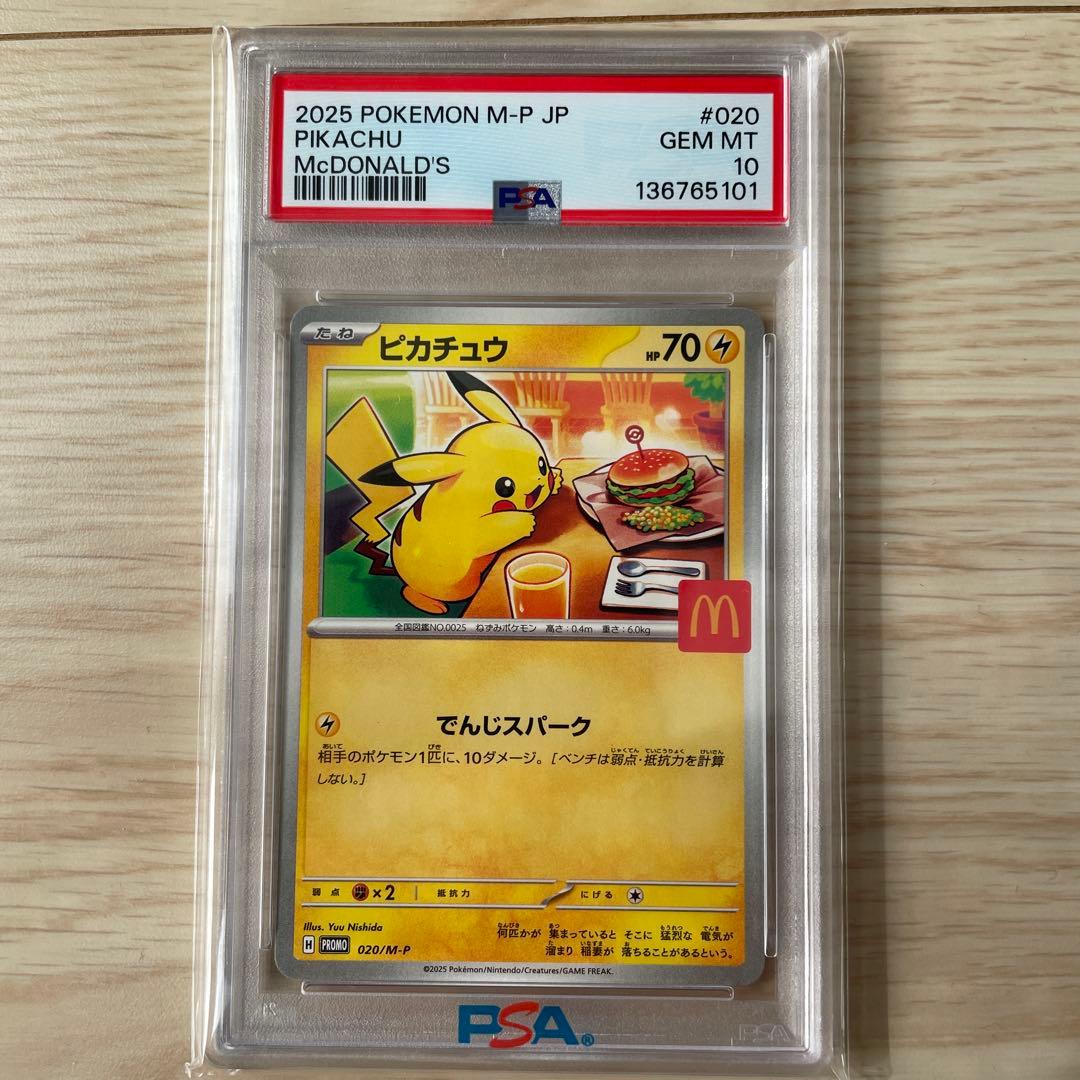 2025 POKEMON M-P JP #020
PIKACHU GEM MT
McDONALD'S 10
PSA 136765101
たね ピカチュウ HP70
全国図鑑NO.0025 ねずみポケモン 高さ:0.4m 重さ:6.0kg
M
でんじスパーク
相手のポケモン1匹に、10ダメージ。[ベンチは弱点・抵抗力を計算
しない。]
弱点 ×2 抵抗力 にげる
Illus. Yuu Nishida
何匹かが 集まっていると そこに 猛烈な 電気が
溜まり 稲妻が 落ちることがあるという。
H PROMO 020/M-P
©2025 Pokémon/Nintendo/Creatures/GAME FREAK.
PSA®
PSA